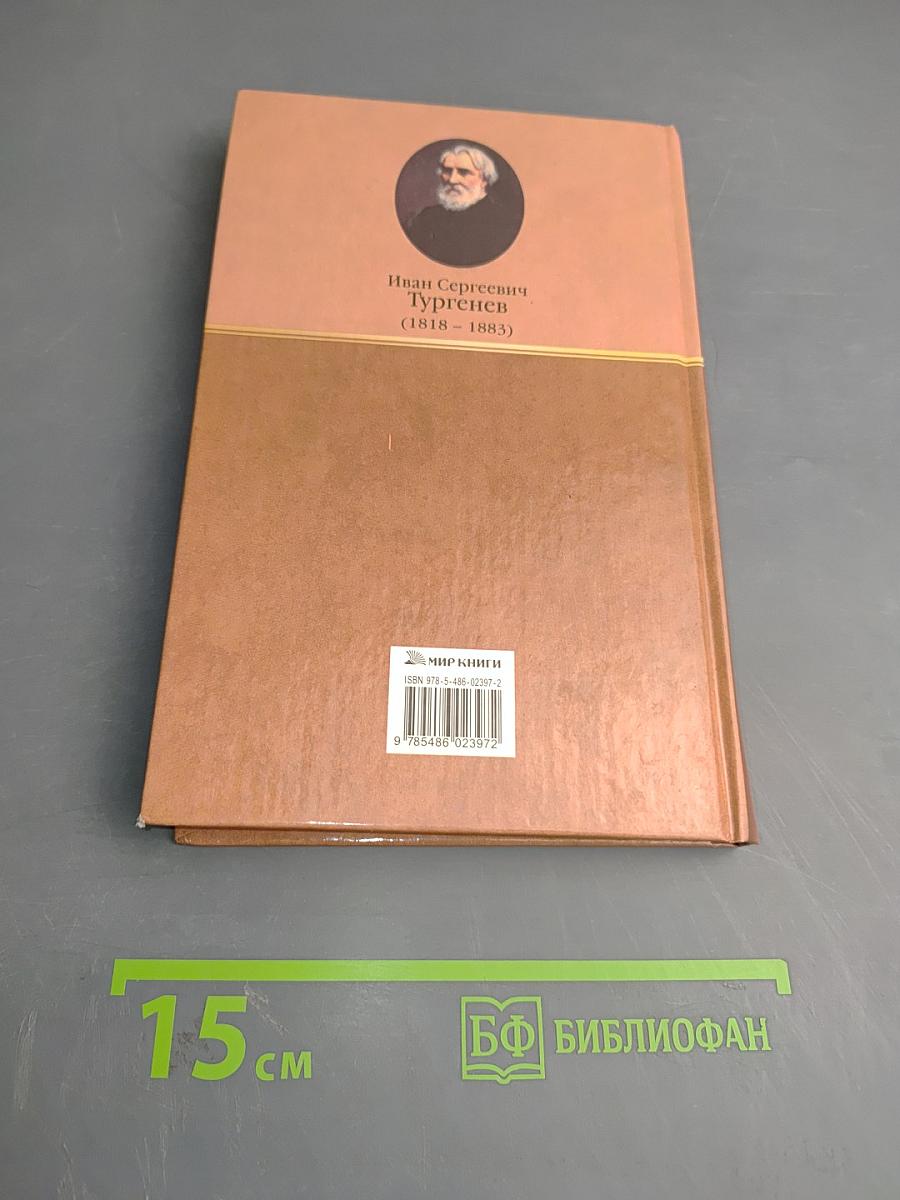 Иван Сергеевич
Тургенев
(1818 – 1883)
МИР КНИГИ
ISBN 978-5-486-02397-2
9 785486 023972
15 см
БФ БИБЛИОФАН